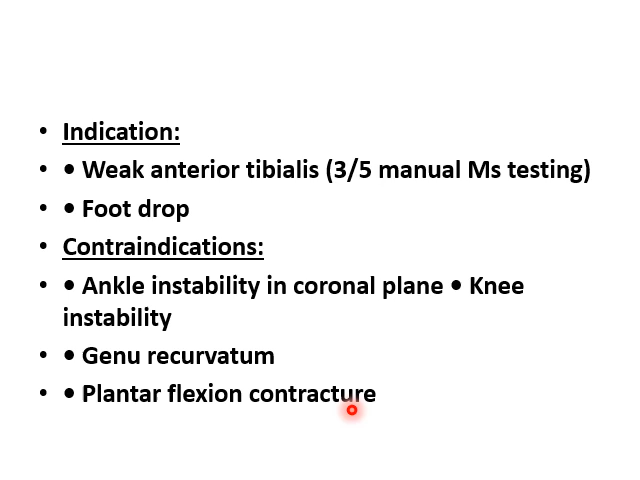 • Indication:
• • Weak anterior tibialis (3/5 manual Ms testing)
• • Foot drop
• Contraindications:
• • Ankle instability in coronal plane • Knee
instability
• • Genu recurvatum
• • Plantar flexion contracture